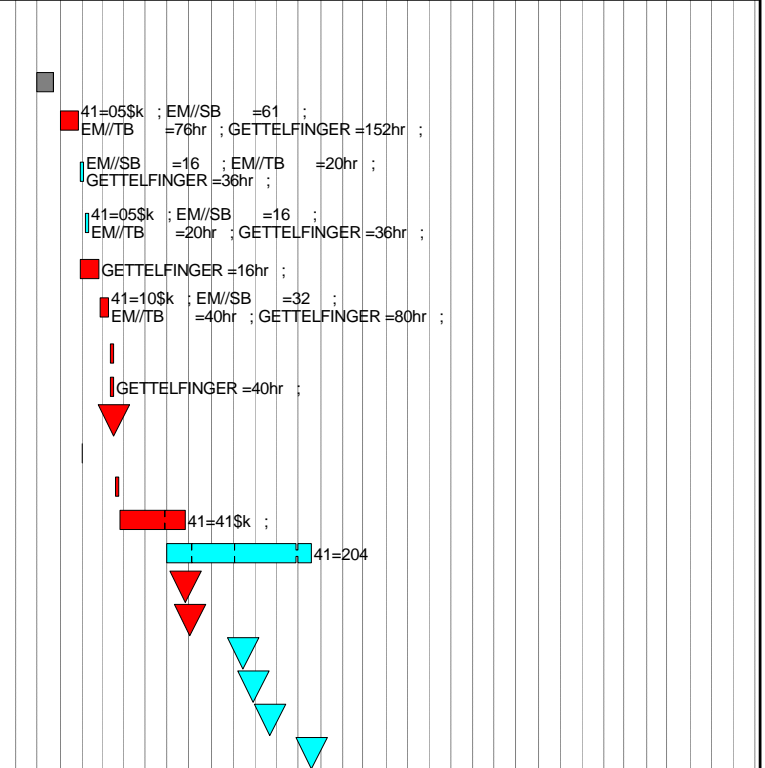 41=05$k ; EM//SB =61 ;
EM//TB =76hr ; GETTELFINGER =152hr ;
EM//SB =16 ; EM//TB =20hr ;
GETTELFINGER =36hr ;
41=05$k ; EM//SB =16 ;
EM//TB =20hr ; GETTELFINGER =36hr ;
GETTELFINGER =16hr ;
41=10$k ; EM//SB =32 ;
EM//TB =40hr ; GETTELFINGER =80hr ;
GETTELFINGER =40hr ;
41=41$k ;
41=204